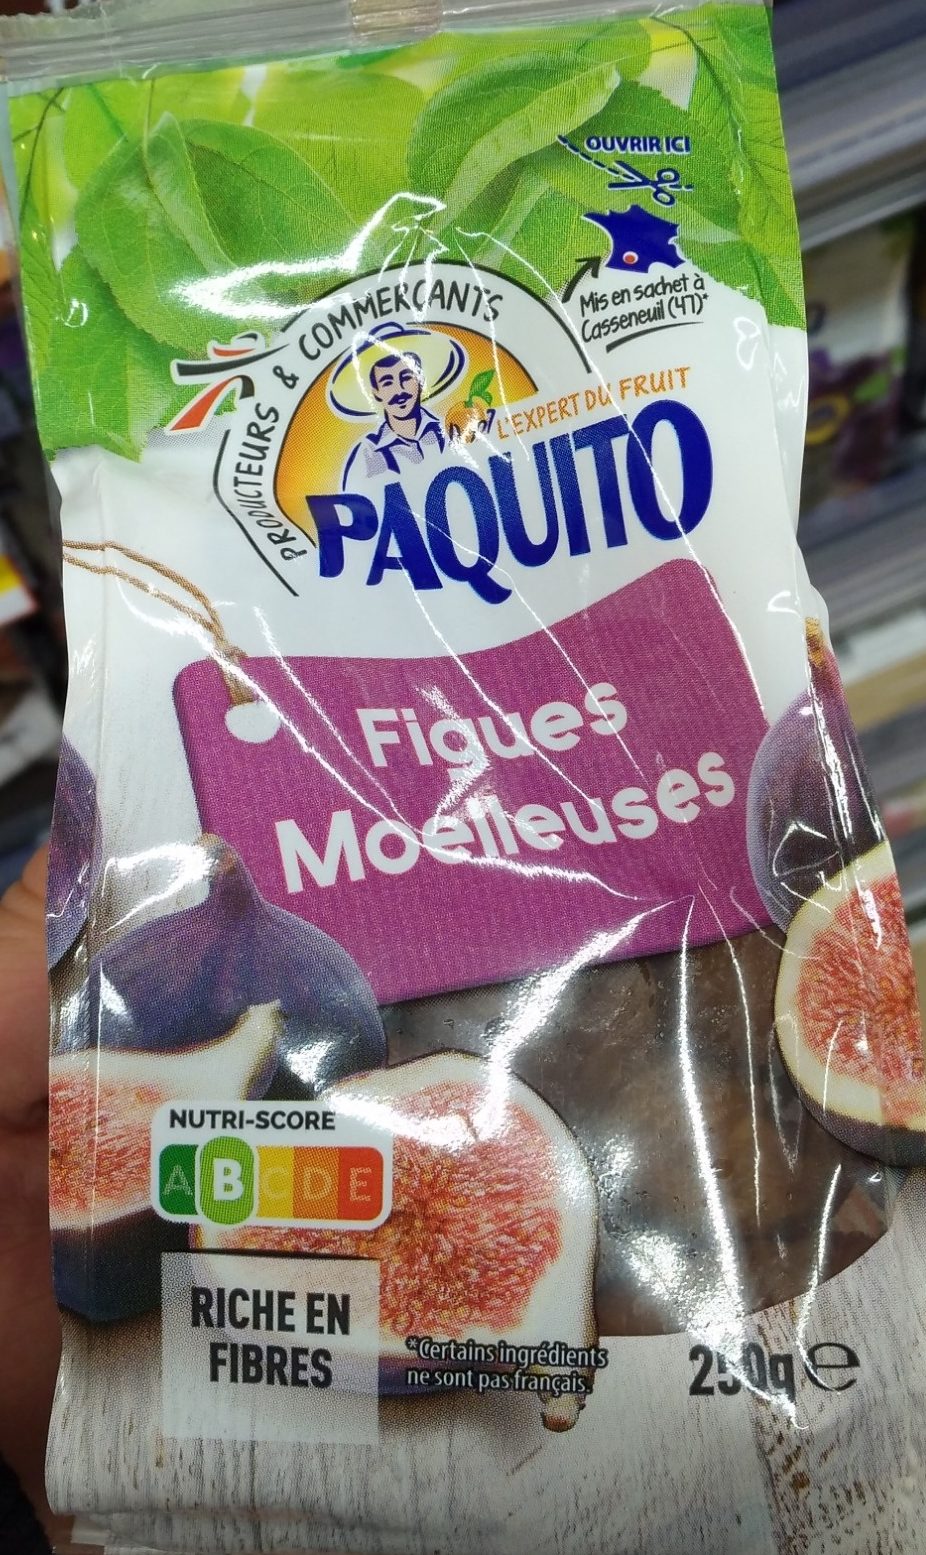 OUVRIR ICI
Mis en sachet à
Casseneuil (47)*
PRODUCTEURS & COMMERÇANTS
L'EXPERT DU FRUIT
PAQUITO
Figues
Moelleuses
NUTRI-SCORE
A B C D E
RICHE EN
FIBRES
*Certains ingrédients
ne sont pas français.
250g e